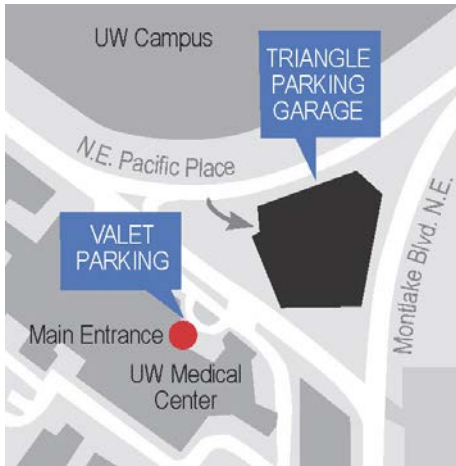 UW Campus
TRIANGLE
PARKING
GARAGE
N.E. Pacific Place
VALET
PARKING
Montlake Blvd. N.E.
Main Entrance
UW Medical
Center